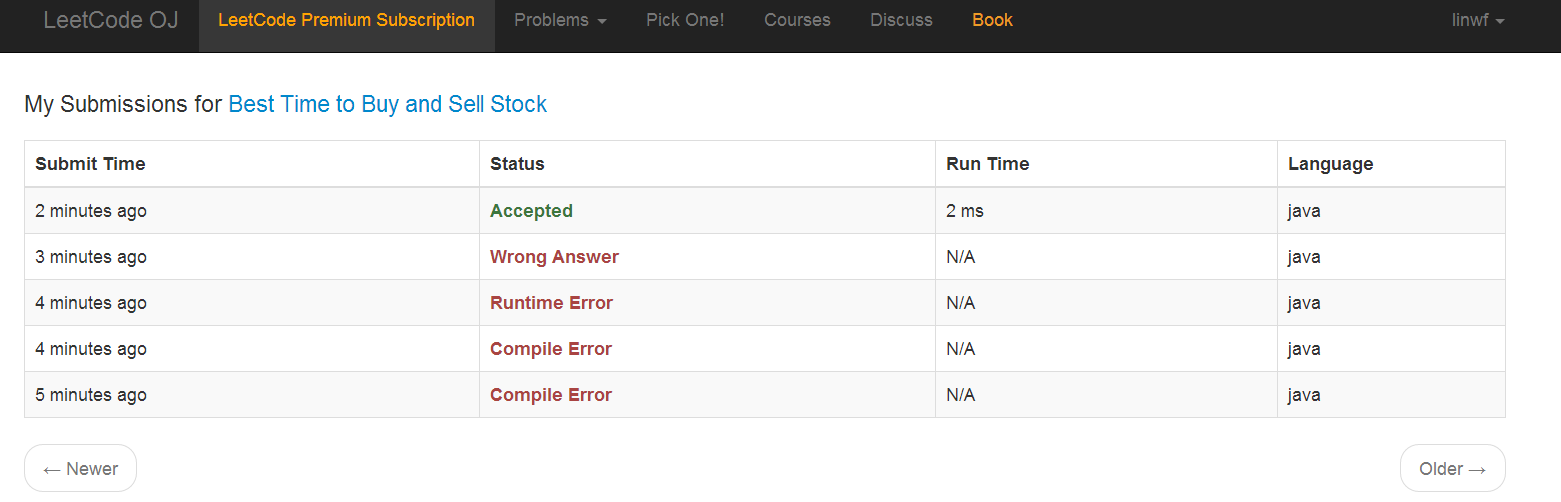 LeetCode OJ LeetCode Premium Subscription Problems Pick One! Courses Discuss Book linwf
My Submissions for Best Time to Buy and Sell Stock
Submit Time Status Run Time Language
2 minutes ago Accepted 2 ms java
3 minutes ago Wrong Answer N/A java
4 minutes ago Runtime Error N/A java
4 minutes ago Compile Error N/A java
5 minutes ago Compile Error N/A java
← Newer Older →